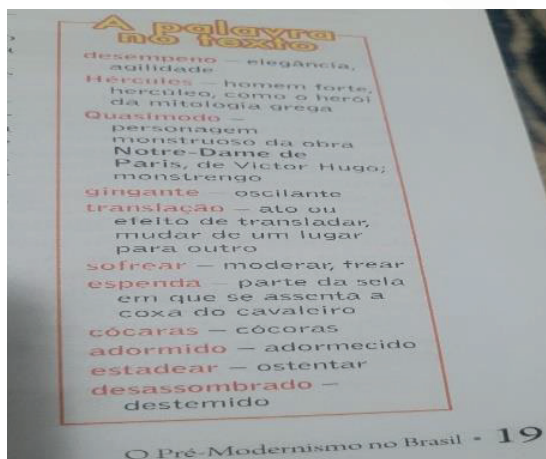 A palavra
no texto
desempeno — elegância,
agilidade
Hércules — homem forte,
hercúleo, como o herói
da mitologia grega
Quasímodo —
personagem
monstruoso da obra
Notre-Dame de
Paris, de Victor Hugo;
monstrengo
gingante — oscilante
translação — ato ou
efeito de transladar,
mudar de um lugar
para outro
sofrear — moderar, frear
espenda — parte da sela
em que se assenta a
coxa do cavaleiro
cócaras — cócoras
adormido — adormecido
estadear — ostentar
desassombrado —
destemido
O Pré-Modernismo no Brasil • 19